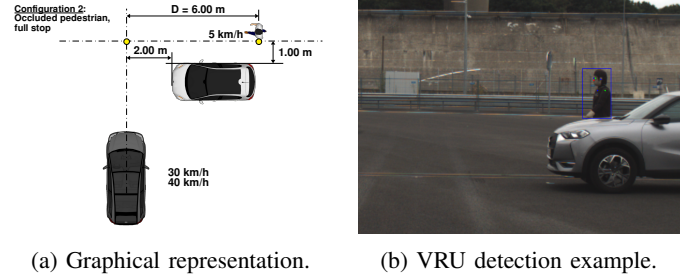 Configuration 2:
Occluded pedestrian,
full stop
D = 6.00 m
5 km/h
1.00 m
2.00 m
30 km/h
40 km/h
(a) Graphical representation.
(b) VRU detection example.